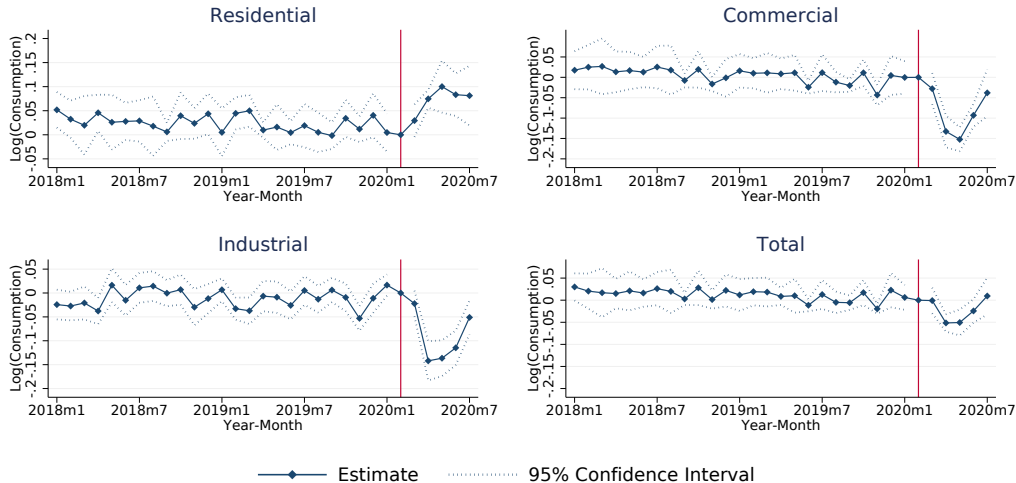 Residential
Log(Consumption)
-.05 0 .05 .1 .15 .2
2018m1 2018m7 2019m1 2019m7 2020m1 2020m7
Year-Month
Commercial
Log(Consumption)
-.2 -.15 -.1 -.05 0 .05
2018m1 2018m7 2019m1 2019m7 2020m1 2020m7
Year-Month
Industrial
Log(Consumption)
-.2 -.15 -.1 -.05 0 .05
2018m1 2018m7 2019m1 2019m7 2020m1 2020m7
Year-Month
Total
Log(Consumption)
-.2 -.15 -.1 -.05 0 .05
2018m1 2018m7 2019m1 2019m7 2020m1 2020m7
Year-Month
Estimate 95% Confidence Interval